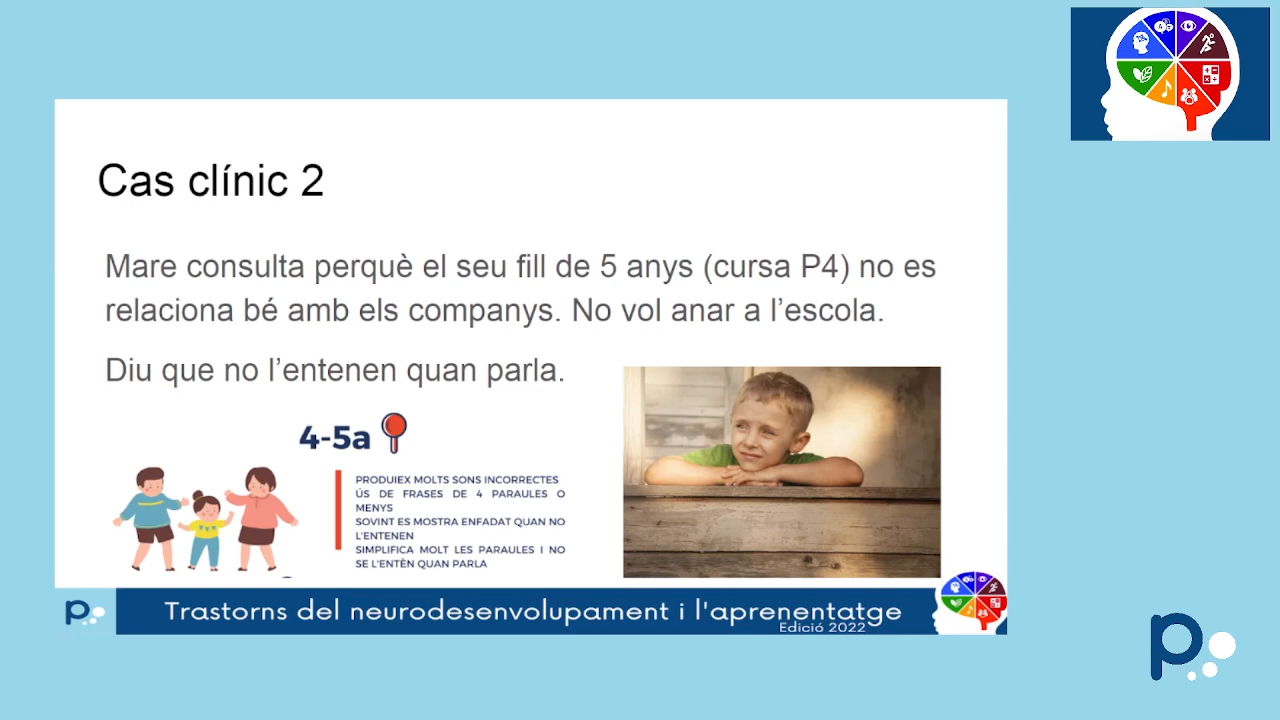 Cas clínic 2
Mare consulta perquè el seu fill de 5 anys (cursa P4) no es
relaciona bé amb els companys. No vol anar a l'escola.
Diu que no l'entenen quan parla.
4-5a
PRODUIEX MOLTS SONS INCORRECTES
ÚS DE FRASES DE 4 PARAULES O
MENYS
SOVINT ES MOSTRA ENFADAT QUAN NO
L'ENTENEN
SIMPLIFICA MOLT LES PARAULES I NO
SE L'ENTÈN QUAN PARLA
p
Trastorns del neurodesenvolupament i l'aprenentatge
Edició 2022
p